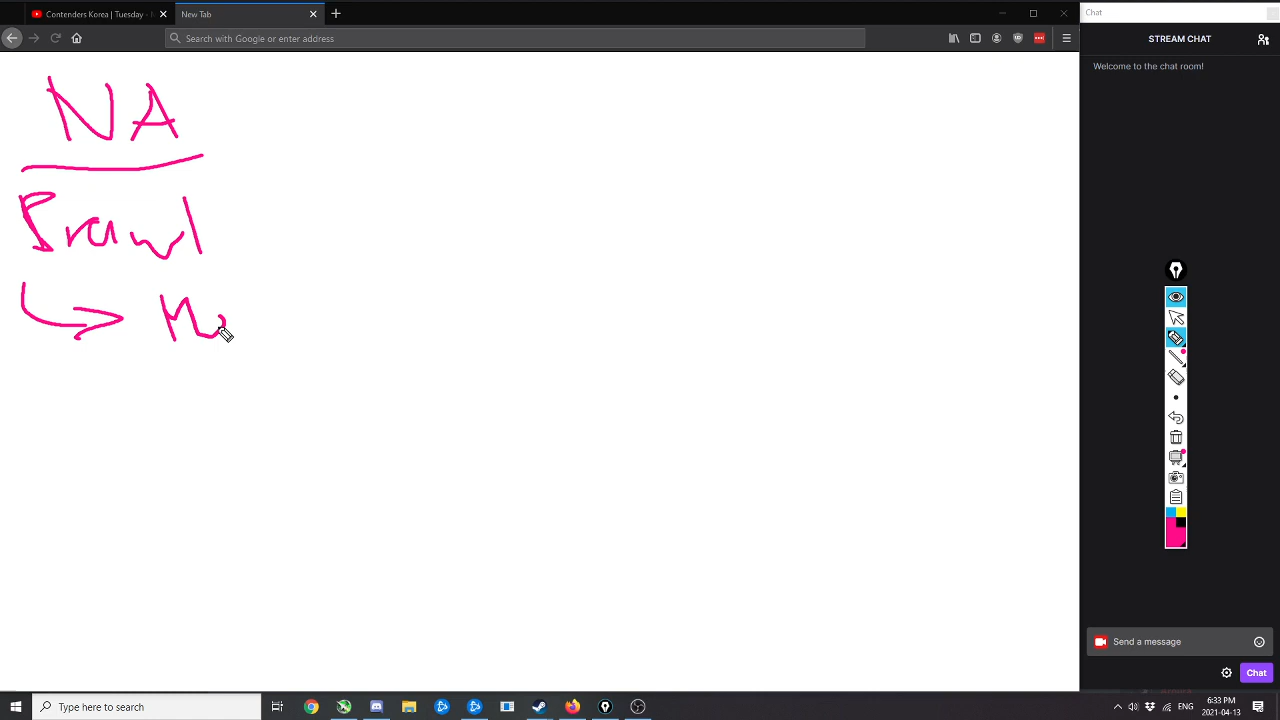 Contenders Korea | Tuesday -
New Tab
Search with Google or enter address
Chat
STREAM CHAT
Welcome to the chat room!
NA
Brawl
Send a message
Chat
Type here to search
ENG
6:33 PM
2021-04-13